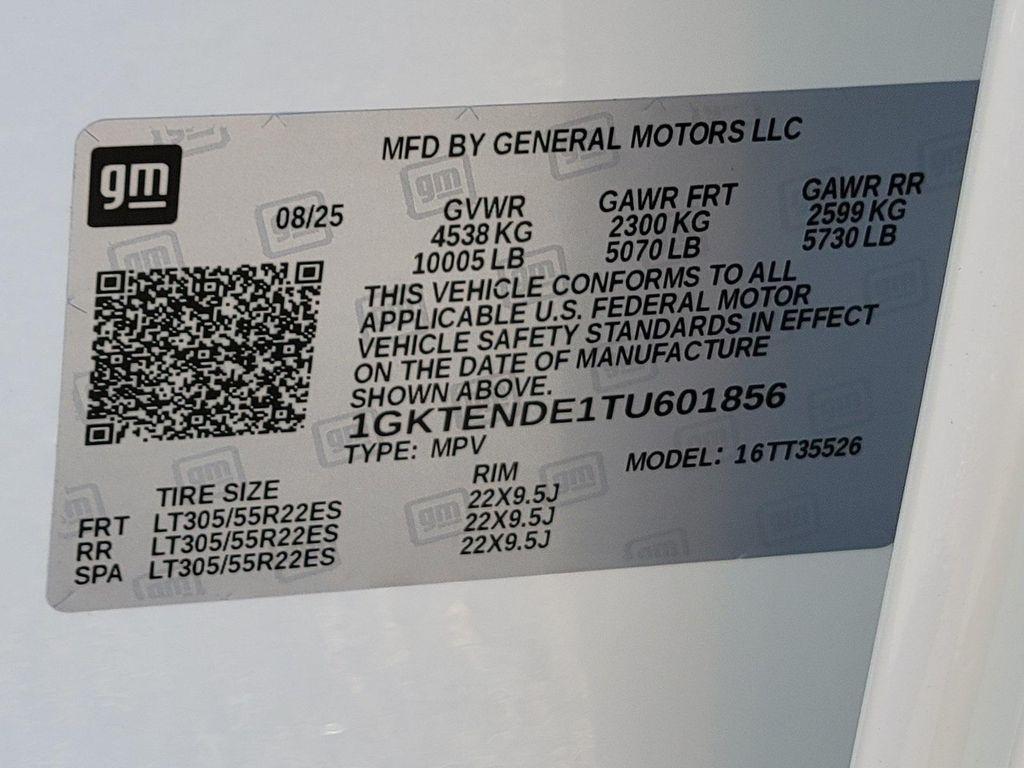 gm
MFD BY GENERAL MOTORS LLC
08/25
GVWR
4538 KG
10005 LB
GAWR FRT
2300 KG
5070 LB
GAWR RR
2599 KG
5730 LB
THIS VEHICLE CONFORMS TO ALL
APPLICABLE U.S. FEDERAL MOTOR
VEHICLE SAFETY STANDARDS IN EFFECT
ON THE DATE OF MANUFACTURE
SHOWN ABOVE.
1GKTENDE1TU601856
TYPE: MPV
MODEL: 16TT35526
TIRE SIZE RIM
FRT LT305/55R22ES 22X9.5J
RR LT305/55R22ES 22X9.5J
SPA LT305/55R22ES 22X9.5J